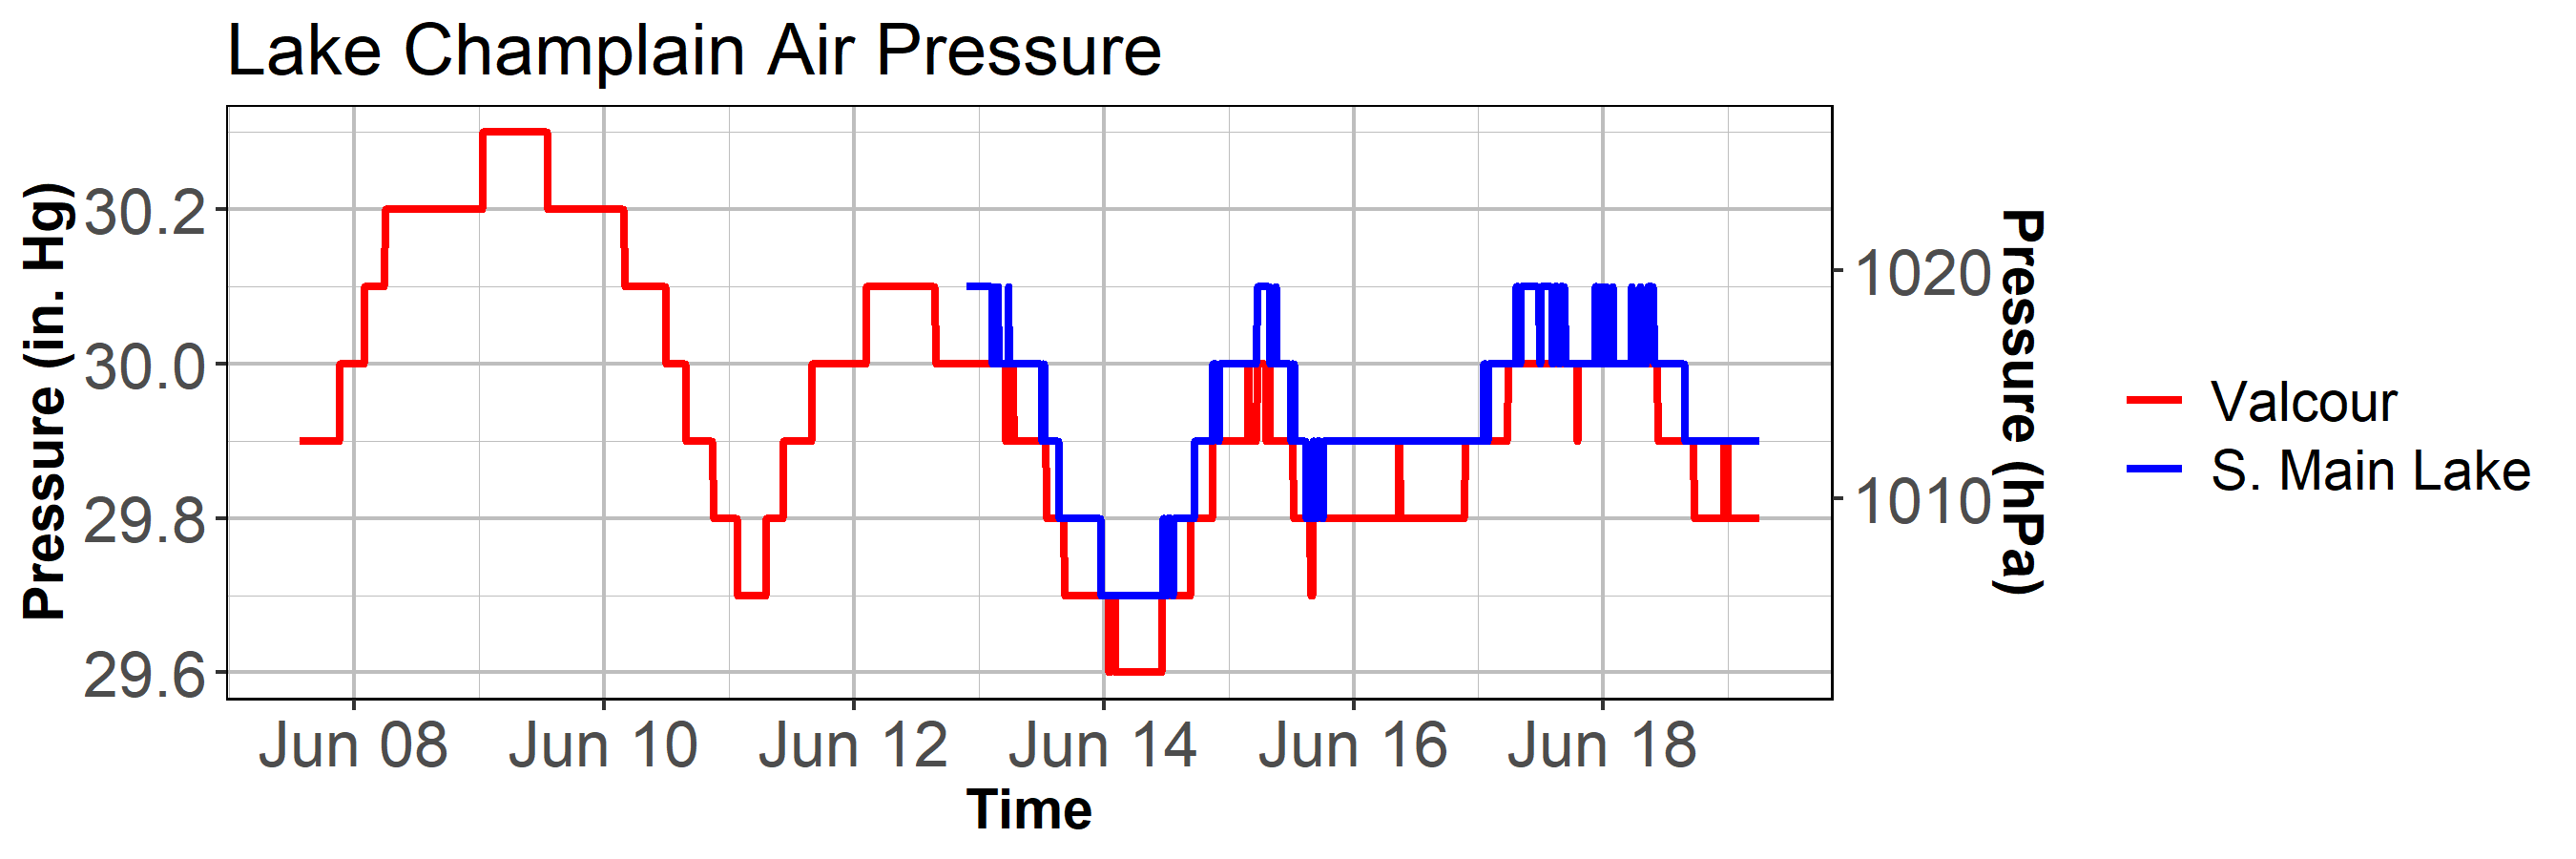 Lake Champlain Air Pressure
Pressure (in. Hg)
30.2
30.0
29.8
29.6
1020
1010
Pressure (hPa)
Jun 08 Jun 10 Jun 12 Jun 14 Jun 16 Jun 18
Time
Valcour
S. Main Lake